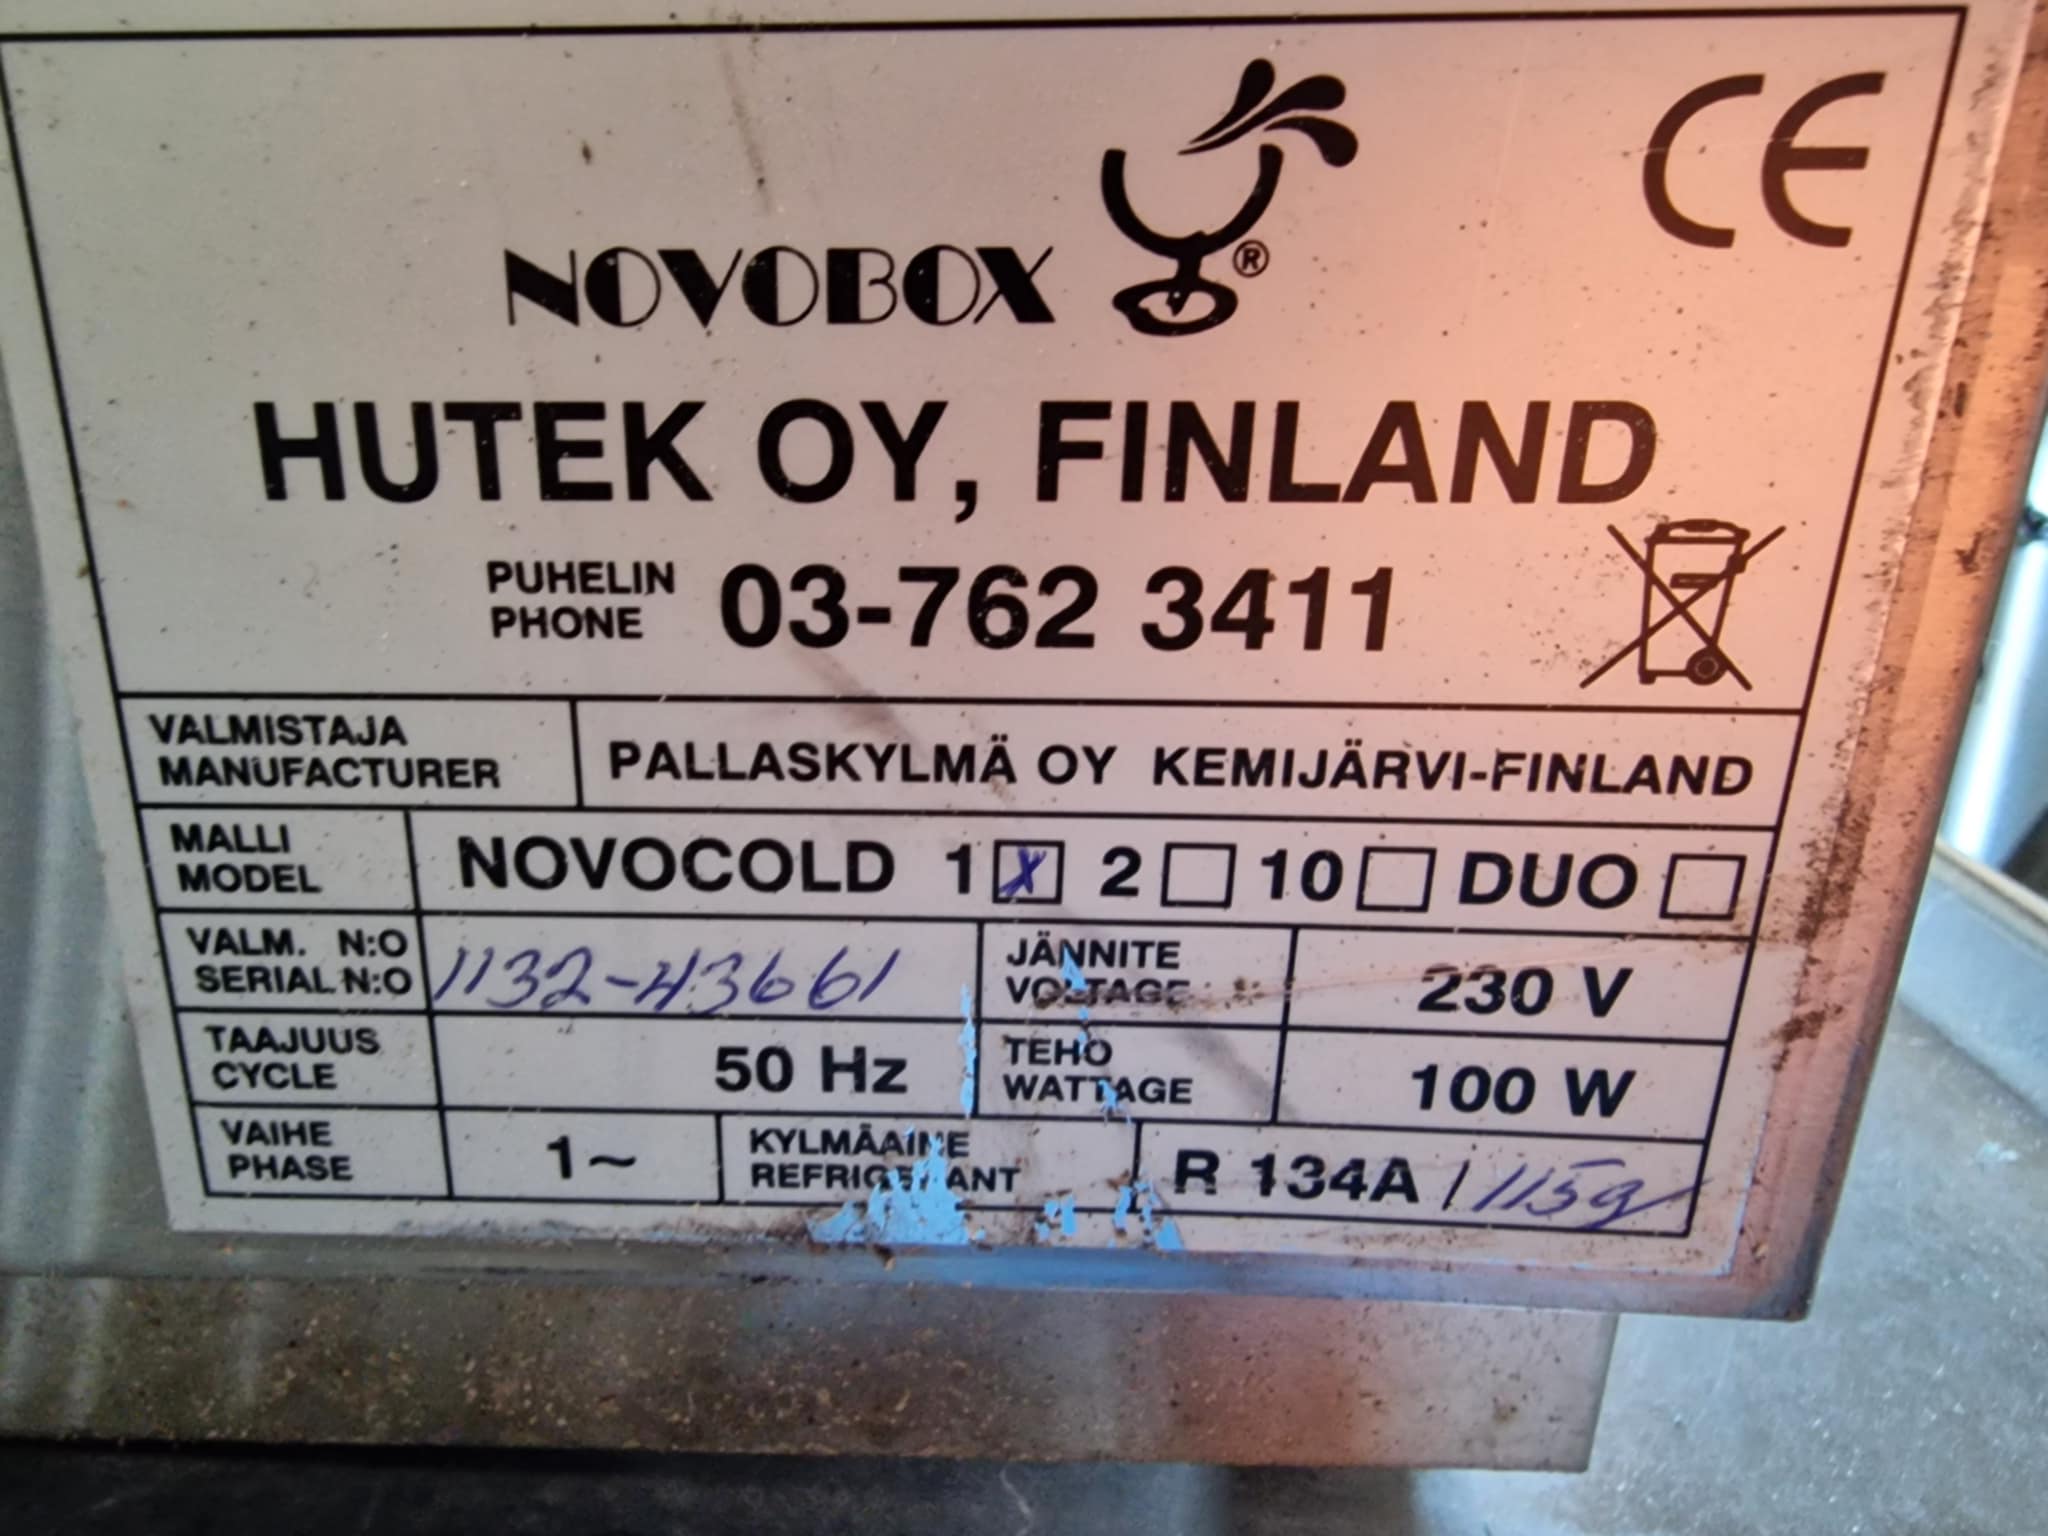 CE
NOVOBOX ®
HUTEK OY, FINLAND
PUHELIN
PHONE
03-762 3411
VALMISTAJA
MANUFACTURER
PALLASKYLMÄ OY KEMIJÄRVI-FINLAND
MALLI
MODEL
NOVOCOLD 1 X 2 10 DUO
VALM. N:O
SERIAL N:O
1132-43661
JÄNNITE
VOLTAGE
230 V
TAAJUUS
CYCLE
50 Hz
TEHO
WATTAGE
100 W
VAIHE
PHASE
1~
KYLMÄAINE
REFRIGERANT
R 134A / 115g